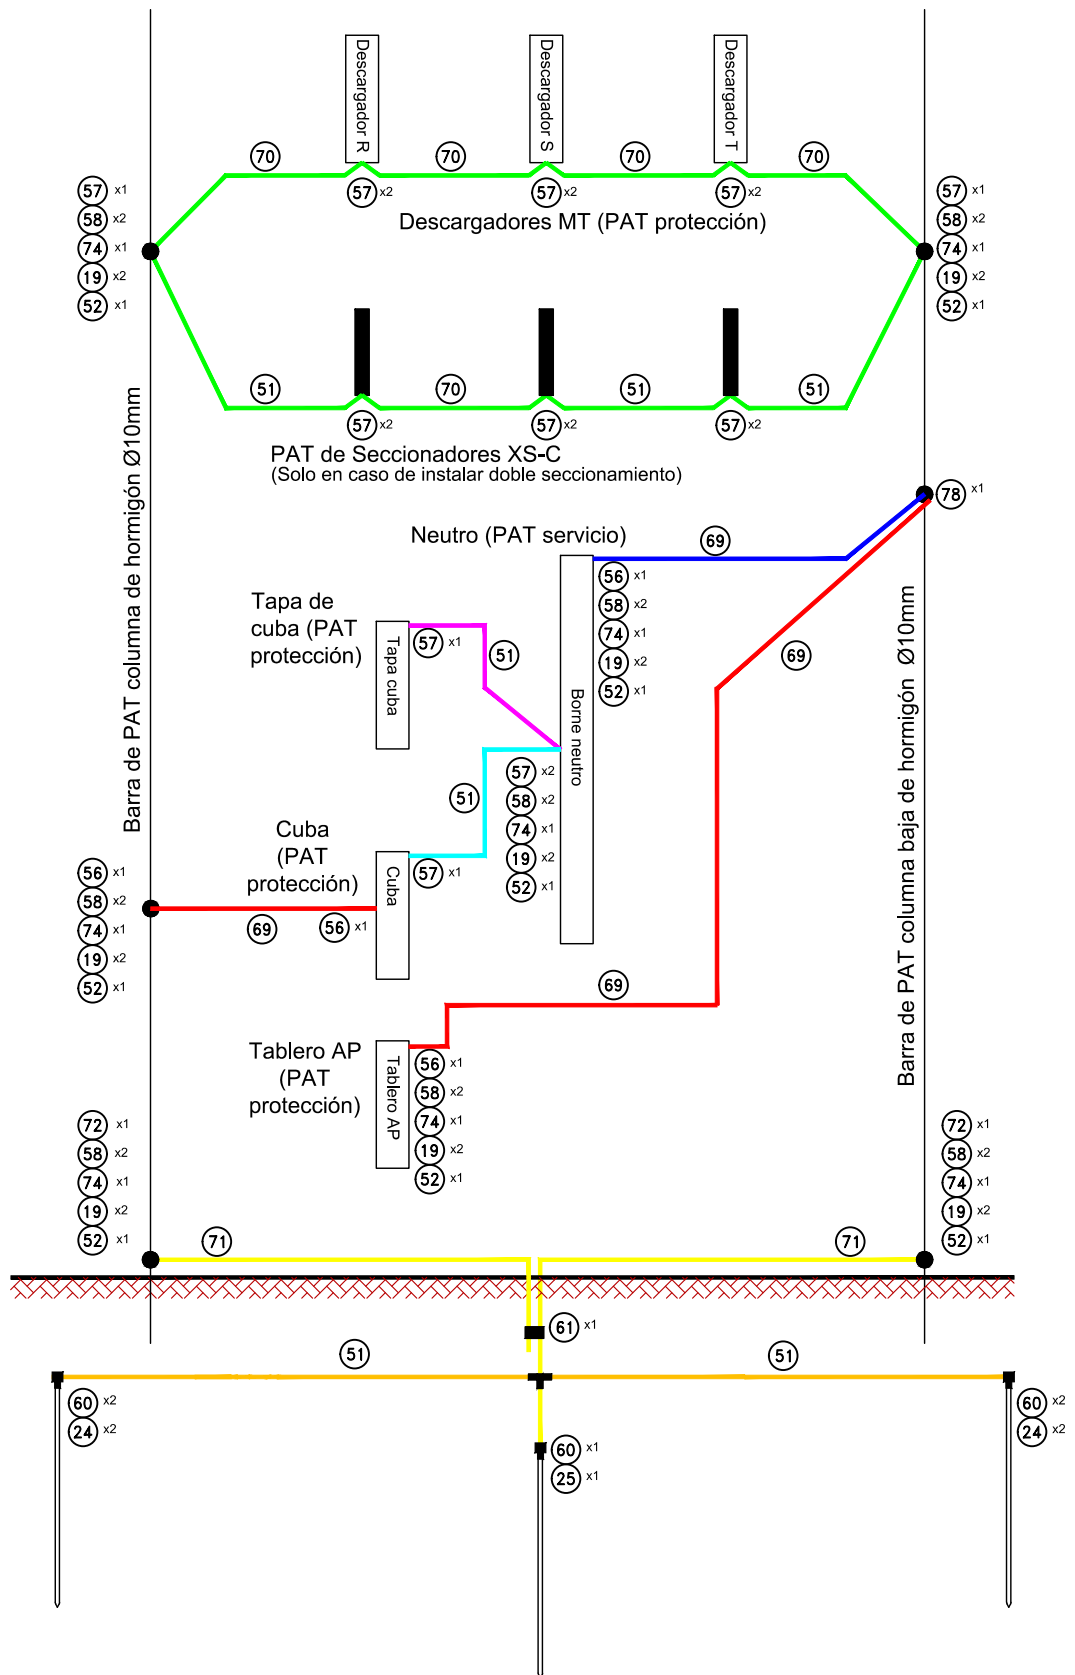 Descargador R
Descargador S
Descargador T
70
70
70
70
57 x1
58 x2
74 x1
19 x2
52 x1
57 x2
57 x2
57 x2
57 x1
58 x2
74 x1
19 x2
52 x1
Descargadores MT (PAT protección)
51
70
51
51
57 x2
57 x2
57 x2
PAT de Seccionadores XS-C
(Solo en caso de instalar doble seccionamiento)
Barra de PAT columna de hormigón Ø10mm
78 x1
Neutro (PAT servicio)
69
56 x1
58 x2
74 x1
19 x2
52 x1
Tapa de
cuba (PAT
protección)
Tapa cuba
57 x1
51
69
Borne neutro
Barra de PAT columna baja de hormigón Ø10mm
51
57 x2
58 x2
74 x1
19 x2
52 x1
Cuba
(PAT
protección)
Cuba
57 x1
56 x1
58 x2
74 x1
19 x2
52 x1
69
56 x1
69
Tablero AP
(PAT
protección)
Tablero AP
56 x1
58 x2
74 x1
19 x2
52 x1
72 x1
58 x2
74 x1
19 x2
52 x1
72 x1
58 x2
74 x1
19 x2
52 x1
71
71
61 x1
51
51
60 x2
24 x2
60 x2
24 x2
60 x1
25 x1